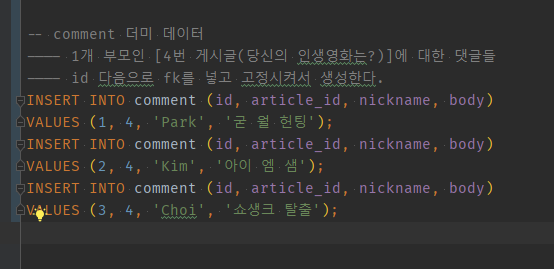 -- comment 더미 데이터
---- 1개 부모인 [4번 게시글(당신의 인생영화는?)]에 대한 댓글들
---- id 다음으로 fk를 넣고 고정시켜서 생성한다.
INSERT INTO comment (id, article_id, nickname, body)
VALUES (1, 4, 'Park', '굳 윌 헌팅');
INSERT INTO comment (id, article_id, nickname, body)
VALUES (2, 4, 'Kim', '아이 엠 샘');
INSERT INTO comment (id, article_id, nickname, body)
VALUES (3, 4, 'Choi', '쇼생크 탈출');